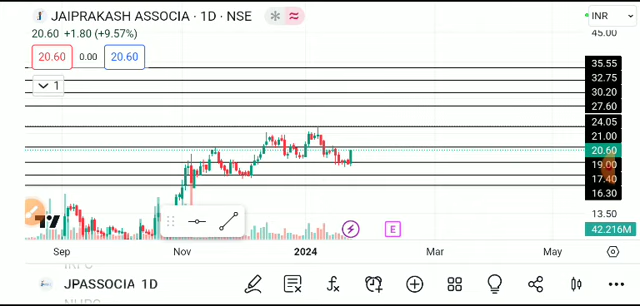 JAIPRAKASH ASSOCIA · 1D · NSE
INR
20.60 +1.80 (+9.57%)
45.00
20.60 0.00 20.60
1
35.55
32.75
30.20
27.60
24.05
21.00
20.60
19.00
17.40
16.30
13.50
42.216M
E
Sep Nov 2024 Mar May
JPASSOCIA 1D